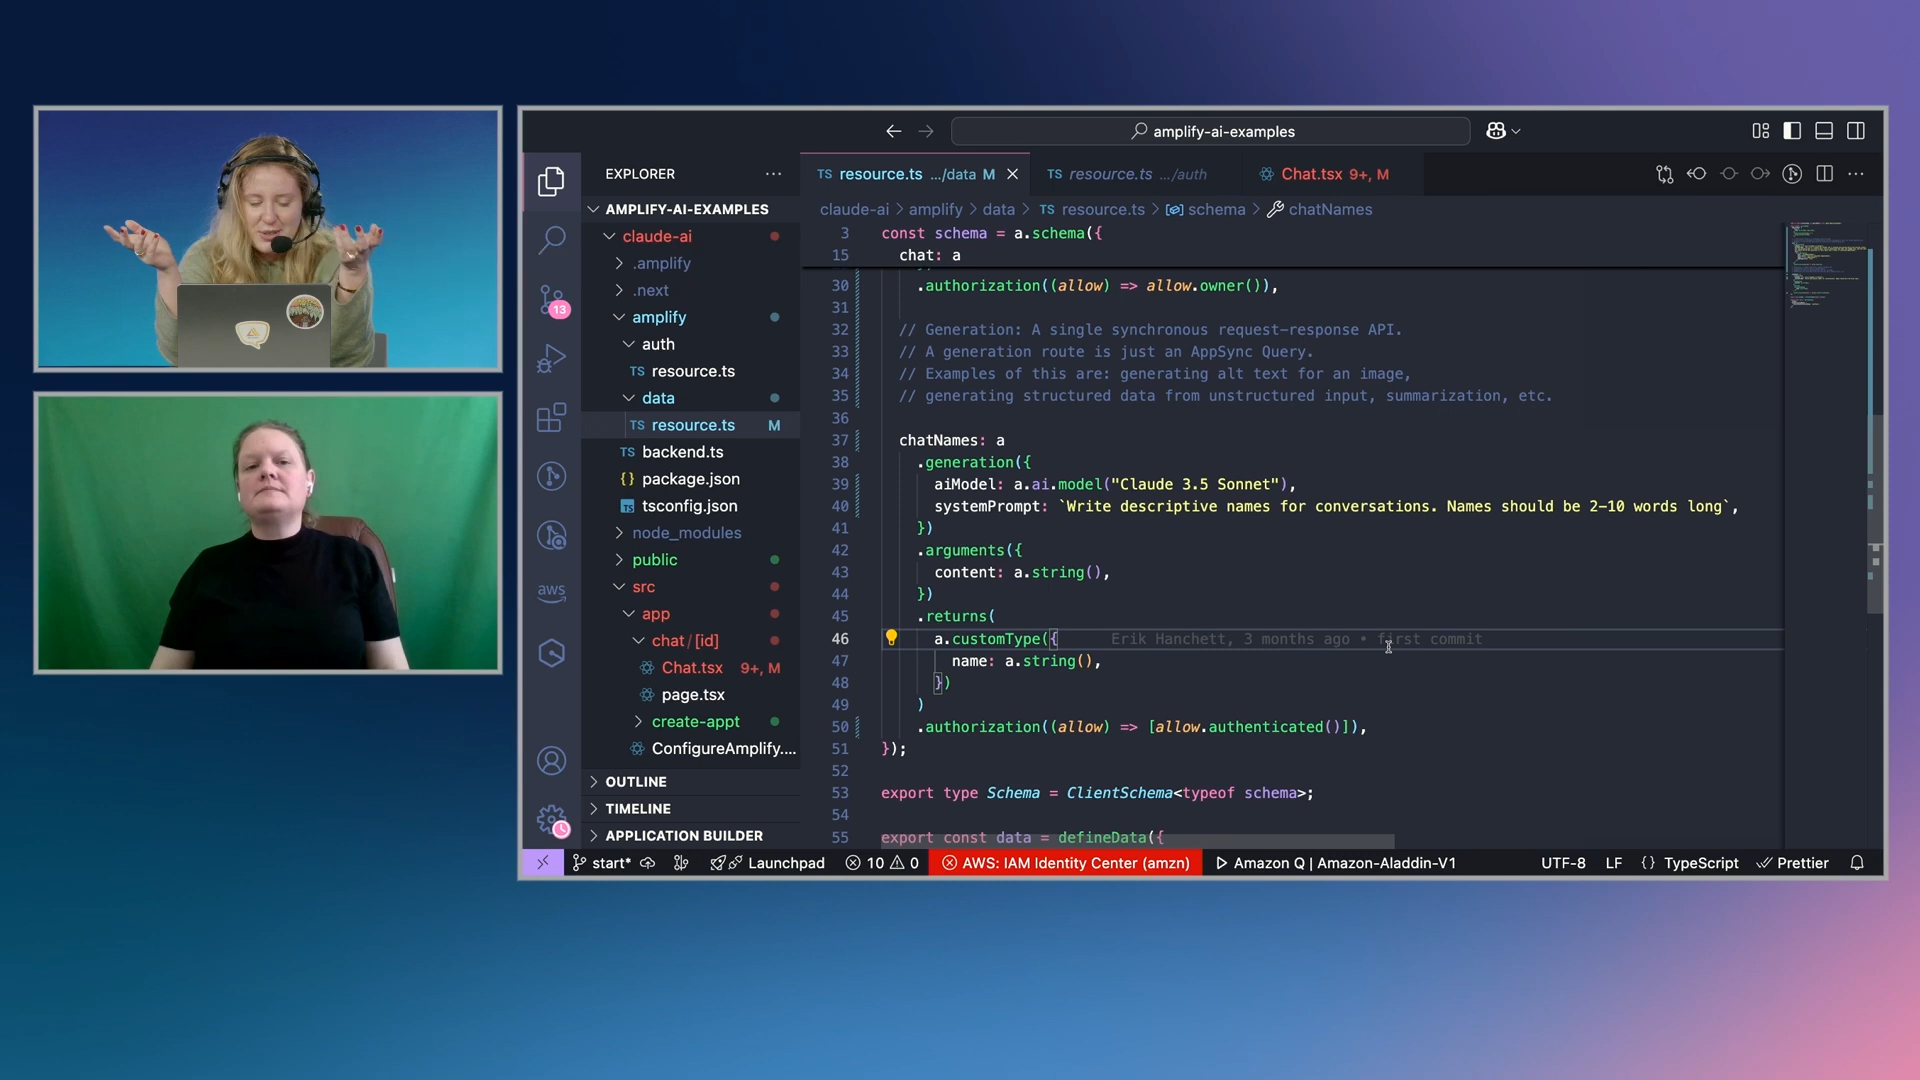 amplify-ai-examples
EXPLORER
AMPLIFY-AI-EXAMPLES
claude-ai
.amplify
.next
amplify
auth
TS resource.ts
data
TS resource.ts M
TS backend.ts
{} package.json
tsconfig.json
node_modules
public
src
app
chat/[id]
Chat.tsx 9+, M
page.tsx
create-appt
ConfigureAmplify....
OUTLINE
TIMELINE
APPLICATION BUILDER
13
aws
TS resource.ts .../data M
TS resource.ts .../auth
Chat.tsx 9+, M
claude-ai > amplify > data > TS resource.ts > schema > chatNames
3 const schema = a.schema({
15 chat: a
30 .authorization((allow) => allow.owner()),
31
32 // Generation: A single synchronous request-response API.
33 // A generation route is just an AppSync Query.
34 // Examples of this are: generating alt text for an image,
35 // generating structured data from unstructured input, summarization, etc.
36
37 chatNames: a
38 .generation({
39 aiModel: a.ai.model("Claude 3.5 Sonnet"),
40 systemPrompt: `Write descriptive names for conversations. Names should be 2-10 words long`,
41 })
42 .arguments({
43 content: a.string(),
44 })
45 .returns(
46 a.customType({ Erik Hanchett, 3 months ago • first commit
47 name: a.string(),
48 })
49 )
50 .authorization((allow) => [allow.authenticated()]),
51 });
52
53 export type Schema = ClientSchema<typeof schema>;
54
55 export const data = defineData({
start* Launchpad 10 0 AWS: IAM Identity Center (amzn) Amazon Q | Amazon-Aladdin-V1 UTF-8 LF {} TypeScript Prettier